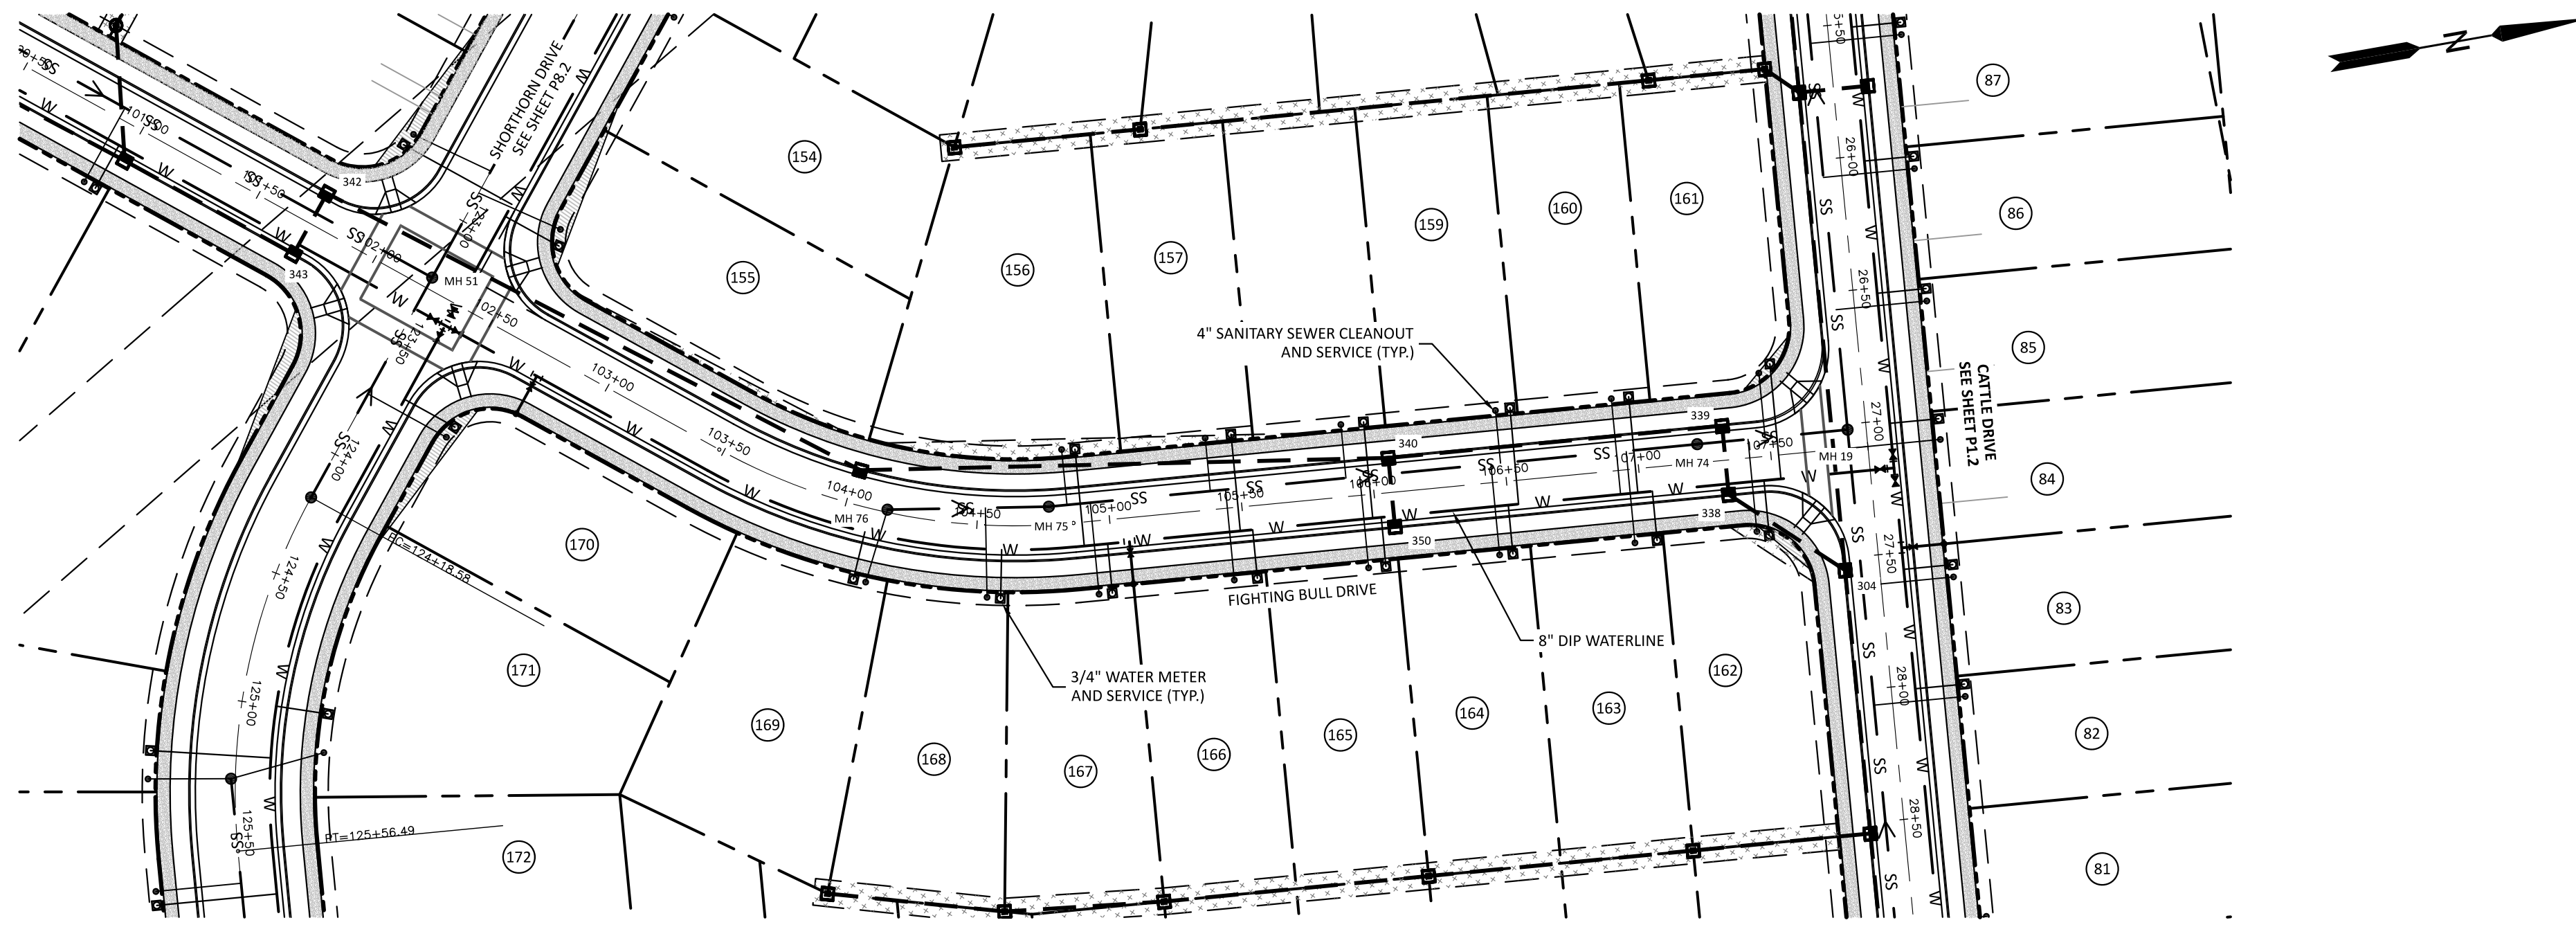 SHORTHORN DRIVE
SEE SHEET P8.2
N
87
86
85
84
83
82
81
154
155
156
157
159
160
161
4" SANITARY SEWER CLEANOUT
AND SERVICE (TYP.)
CATTLE DRIVE
SEE SHEET P1.2
26+00
26+50
27+00
27+50
28+00
28+50
342
343
MH 51
102+50
103+00
103+50
104+00
105+00
105+50
106+50
107+50
124+00
124+50
125+00
125+50
MH 76
MH 75
MH 74
MH 19
339
340
338
350
304
FIGHTING BULL DRIVE
8" DIP WATERLINE
3/4" WATER METER
AND SERVICE (TYP.)
PC=124+18.58
PT=125+56.49
170
171
172
169
168
167
166
165
164
163
162
SS
W